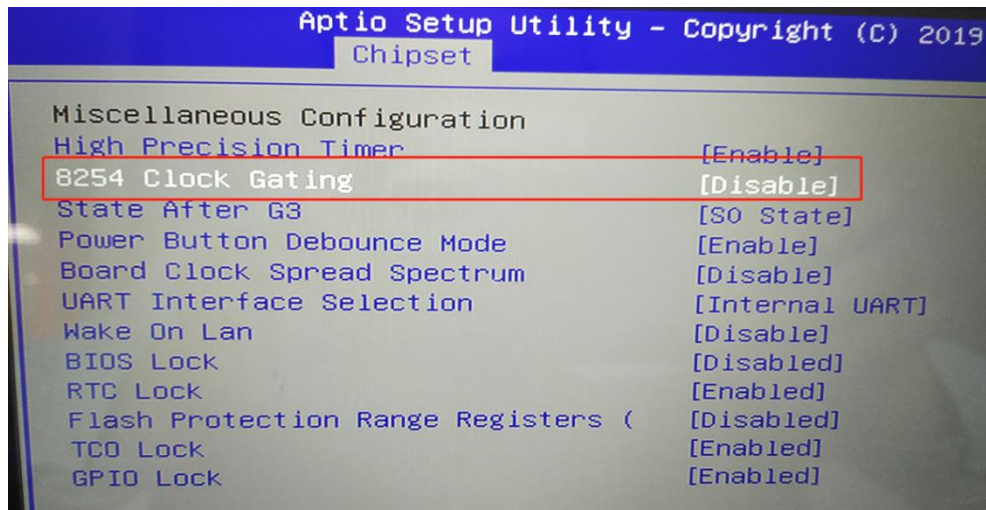 Aptio Setup Utility - Copyright (C) 2019
Chipset
Miscellaneous Configuration
High Precision Timer [Enable]
8254 Clock Gating [Disable]
State After G3 [S0 State]
Power Button Debounce Mode [Enable]
Board Clock Spread Spectrum [Disable]
UART Interface Selection [Internal UART]
Wake On Lan [Disable]
BIOS Lock [Disabled]
RTC Lock [Enabled]
Flash Protection Range Registers ( [Disabled]
TCO Lock [Enabled]
GPIO Lock [Enabled]